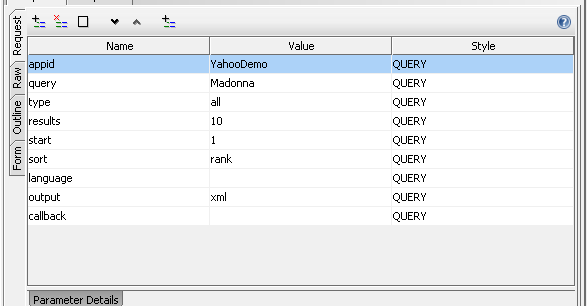 Request
Raw
Outline
Form
Name Value Style
appid YahooDemo QUERY
query Madonna QUERY
type all QUERY
results 10 QUERY
start 1 QUERY
sort rank QUERY
language QUERY
output xml QUERY
callback QUERY
Parameter Details